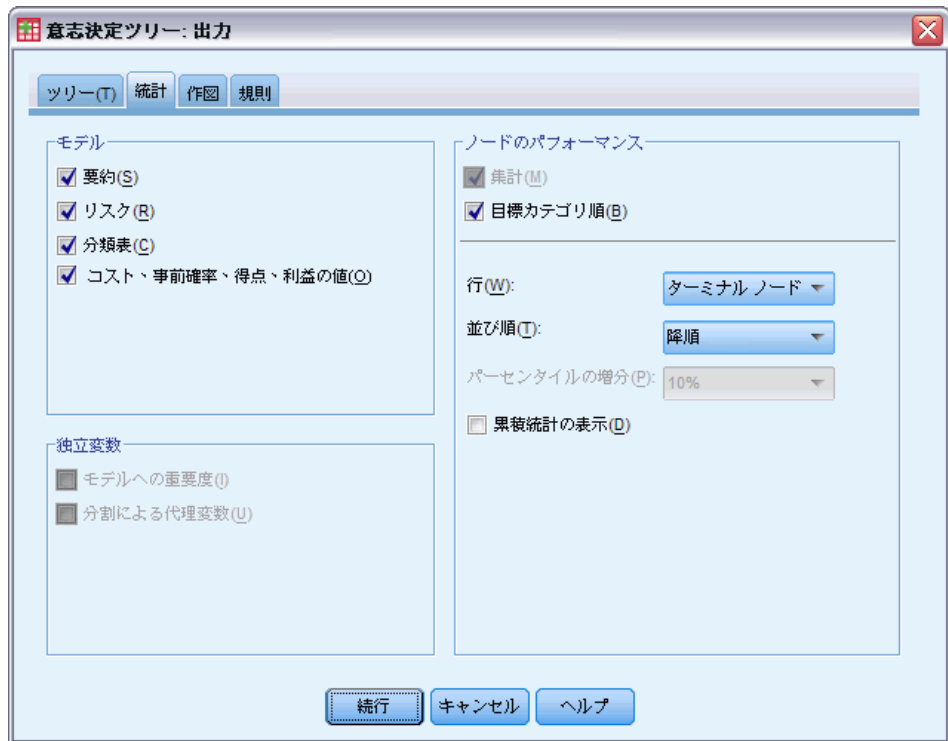 意志決定ツリー: 出力
ツリー(T) 統計 作図 規則
モデル
要約(S)
リスク(R)
分類表(C)
コスト、事前確率、得点、利益の値(O)
独立変数
モデルへの重要度(I)
分割による代理変数(U)
ノードのパフォーマンス
集計(M)
目標カテゴリ順(B)
行(W): ターミナル ノード
並び順(T): 降順
パーセンタイルの増分(P): 10%
累積統計の表示(D)
続行 キャンセル ヘルプ